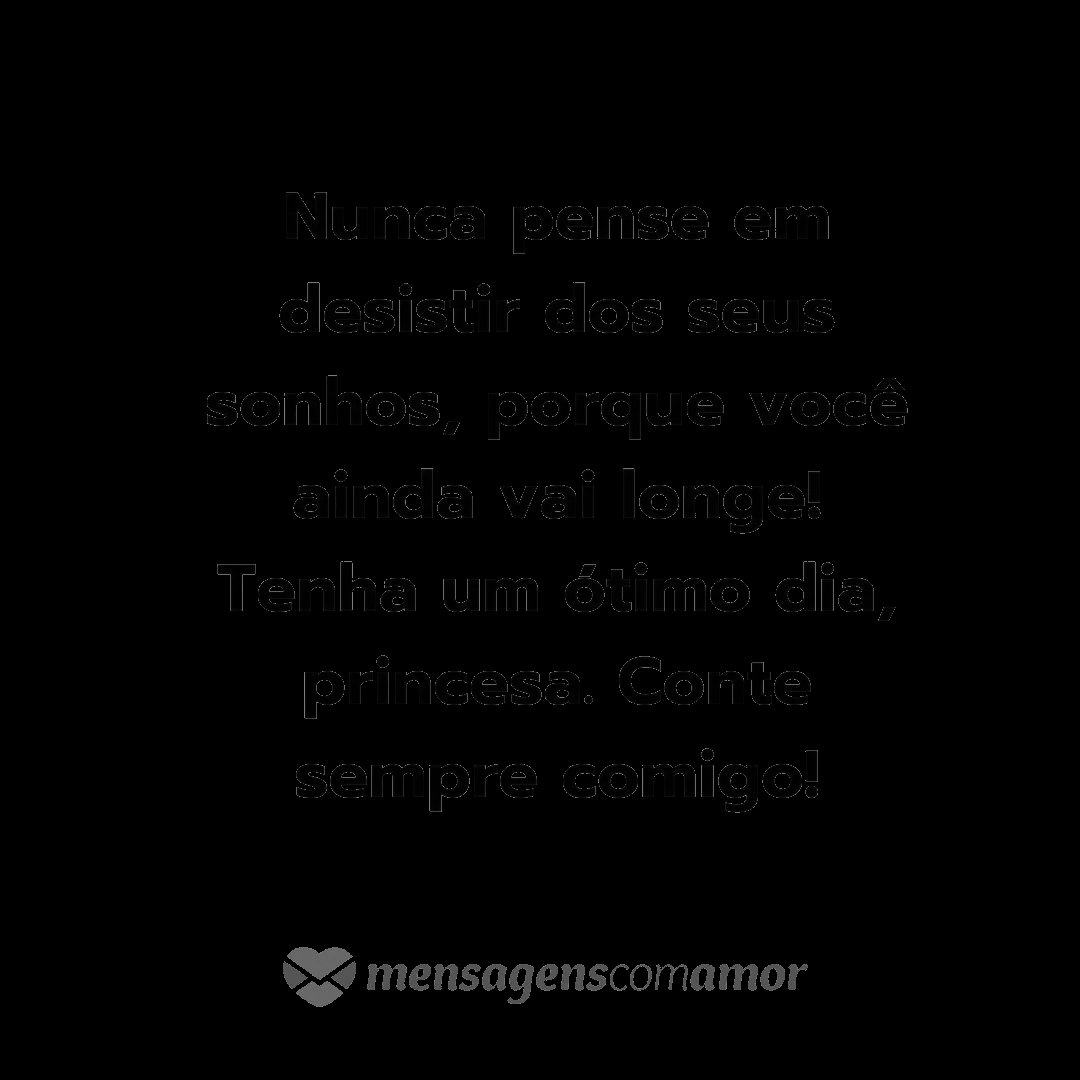 Nunca pense em
desistir dos seus
sonhos, porque você
ainda vai longe!
Tenha um ótimo dia,
princesa. Conte
sempre comigo!
mensagenscomamor